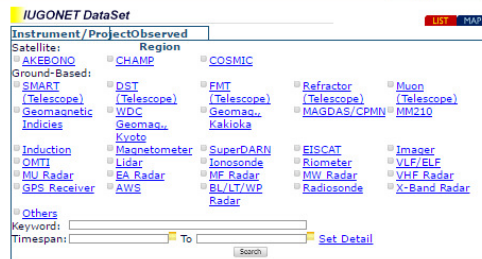 IUGONET DataSet
LIST MAP
Instrument/ProjectObserved
Satellite: Region
AKEBONO CHAMP COSMIC
Ground-Based:
SMART DST FMT Refractor Muon
(Telescope) (Telescope) (Telescope) (Telescope) (Telescope)
Geomagnetic WDC Geomag., MAGDAS/CPMN MM210
Indicies Geomag., Kakioka
Kyoto
Induction Magnetometer SuperDARN EISCAT Imager
OMTI Lidar Ionosonde Riometer VLF/ELF
MU Radar EA Radar MF Radar MW Radar VHF Radar
GPS Receiver AWS BL/LT/WP Radiosonde X-Band Radar
Radar
Others
Keyword:
Timespan: To Set Detail
Search